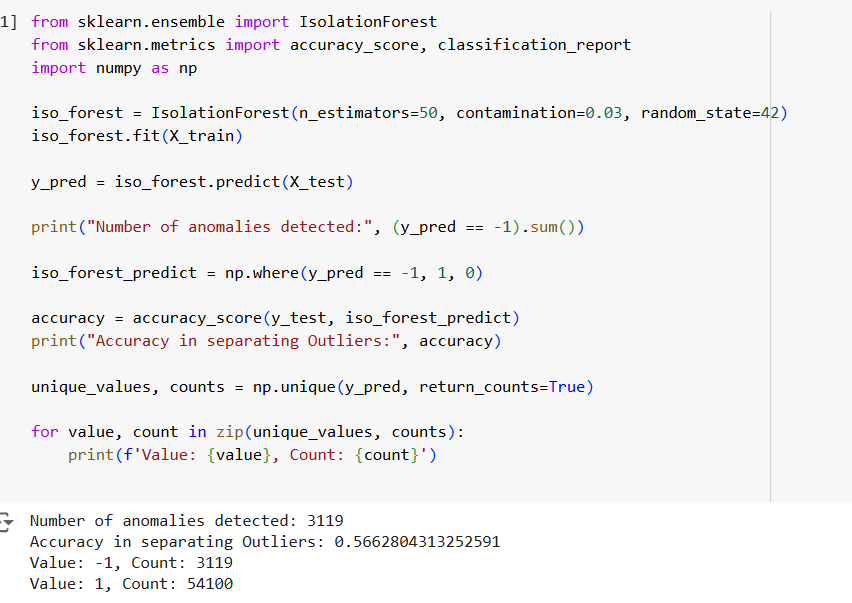 1] from sklearn.ensemble import IsolationForest
from sklearn.metrics import accuracy_score, classification_report
import numpy as np
iso_forest = IsolationForest(n_estimators=50, contamination=0.03, random_state=42)
iso_forest.fit(X_train)
y_pred = iso_forest.predict(X_test)
print("Number of anomalies detected:", (y_pred == -1).sum())
iso_forest_predict = np.where(y_pred == -1, 1, 0)
accuracy = accuracy_score(y_test, iso_forest_predict)
print("Accuracy in separating Outliers:", accuracy)
unique_values, counts = np.unique(y_pred, return_counts=True)
for value, count in zip(unique_values, counts):
    print(f'Value: {value}, Count: {count}')
Number of anomalies detected: 3119
Accuracy in separating Outliers: 0.5662804313252591
Value: -1, Count: 3119
Value: 1, Count: 54100